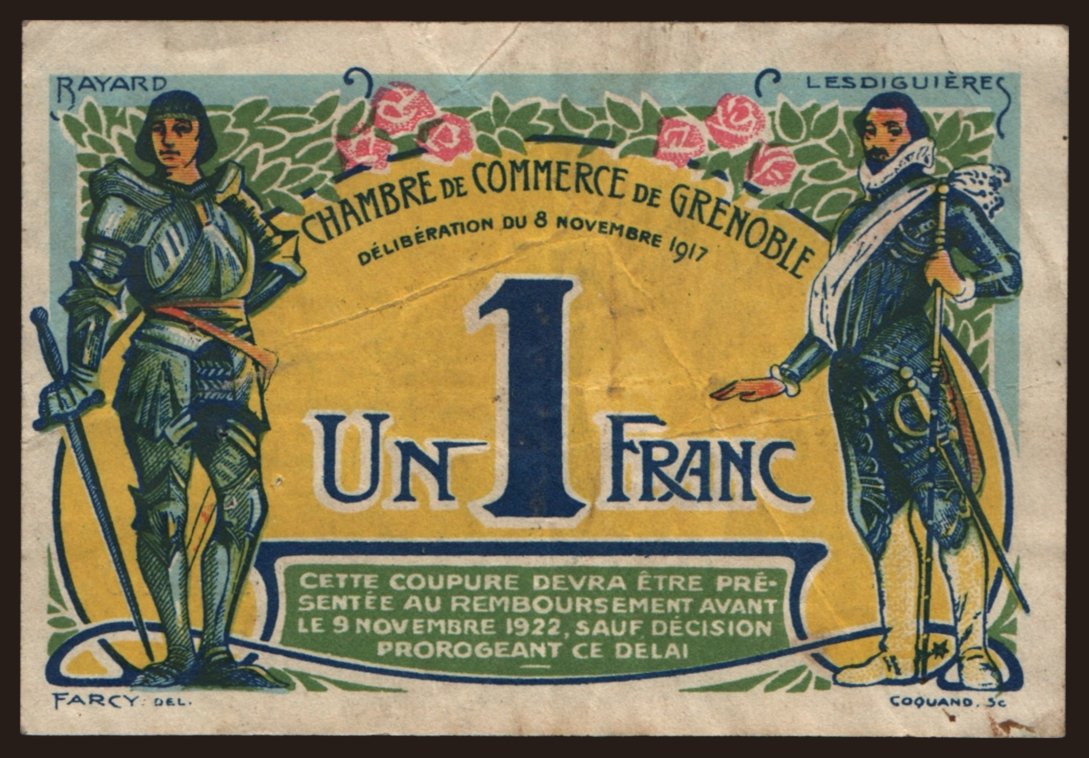 BAYARD
LESDIGUIÈRES
CHAMBRE DE COMMERCE DE GRENOBLE
DÉLIBÉRATION DU 8 NOVEMBRE 1917
UN 1 FRANC
CETTE COUPURE DEVRA ÊTRE PRÉ-
SENTÉE AU REMBOURSEMENT AVANT
LE 9 NOVEMBRE 1922, SAUF DÉCISION
PROROGEANT CE DELAI
FARCY. DEL.
COQUAND. Sc